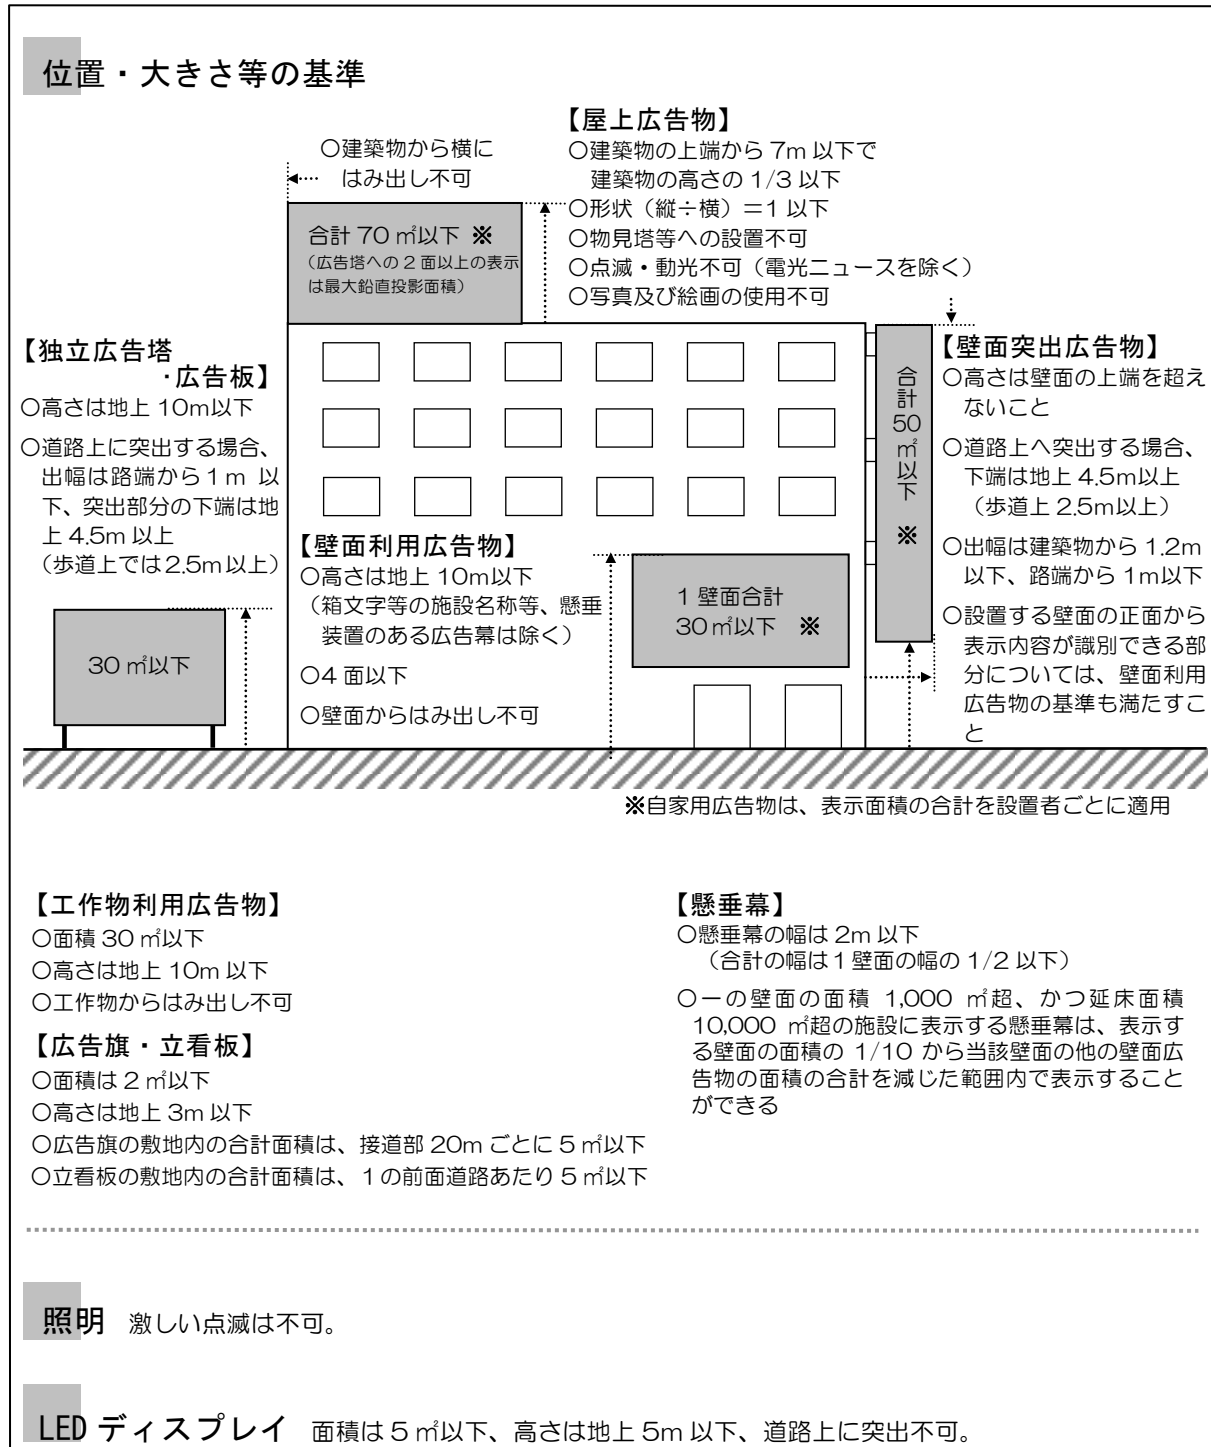 位置・大きさ等の基準
【屋上広告物】
〇建築物の上端から 7m 以下で
建築物の高さの 1/3 以下
〇形状（縦÷横）＝1 以下
〇物見塔等への設置不可
〇点滅・動光不可（電光ニュースを除く）
〇写真及び絵画の使用不可
〇建築物から横に
はみ出し不可
合計 70 ㎡以下 ※
（広告塔への 2 面以上の表示
は最大鉛直投影面積）
【独立広告塔
・広告板】
〇高さは地上 10m以下
〇道路上に突出する場合、
出幅は路端から 1 m 以
下、突出部分の下端は地
上 4.5m 以上
（歩道上では2.5m以上）
30 ㎡以下
【壁面利用広告物】
〇高さは地上 10m以下
（箱文字等の施設名称等、懸垂
装置のある広告幕は除く）
〇4 面以下
〇壁面からはみ出し不可
1 壁面合計
30㎡以下 ※
合計50㎡以下 ※
【壁面突出広告物】
〇高さは壁面の上端を超え
ないこと
〇道路上へ突出する場合、
下端は地上 4.5m以上
（歩道上 2.5m以上）
〇出幅は建築物から 1.2m
以下、路端から 1m以下
〇設置する壁面の正面から
表示内容が識別できる部
分については、壁面利用
広告物の基準も満たすこ
と
※自家用広告物は、表示面積の合計を設置者ごとに適用
【工作物利用広告物】
〇面積 30 ㎡以下
〇高さは地上 10m 以下
〇工作物からはみ出し不可
【広告旗・立看板】
〇面積は 2 ㎡以下
〇高さは地上 3m 以下
〇広告旗の敷地内の合計面積は、接道部 20m ごとに 5 ㎡以下
〇立看板の敷地内の合計面積は、1 の前面道路あたり 5 ㎡以下
【懸垂幕】
〇懸垂幕の幅は 2m 以下
（合計の幅は 1 壁面の幅の 1/2 以下）
〇一の壁面の面積 1,000 ㎡超、かつ延床面積
10,000 ㎡超の施設に表示する懸垂幕は、表示す
る壁面の面積の 1/10 から当該壁面の他の壁面広
告物の面積の合計を減じた範囲内で表示すること
ができる
照明 激しい点滅は不可。
LED ディスプレイ 面積は 5 ㎡以下、高さは地上 5m 以下、道路上に突出不可。